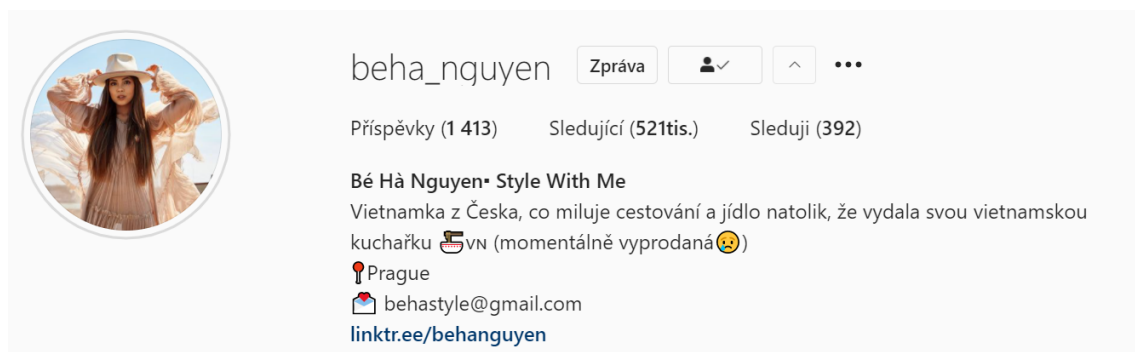 beha_nguyen Zpráva
Příspěvky (1 413) Sledující (521tis.) Sleduji (392)
Bé Hà Nguyen▪ Style With Me
Vietnamka z Česka, co miluje cestování a jídlo natolik, že vydala svou vietnamskou
kuchařku 🍜VN (momentálně vyprodaná😢)
📍Prague
💌 behastyle@gmail.com
linktr.ee/behanguyen